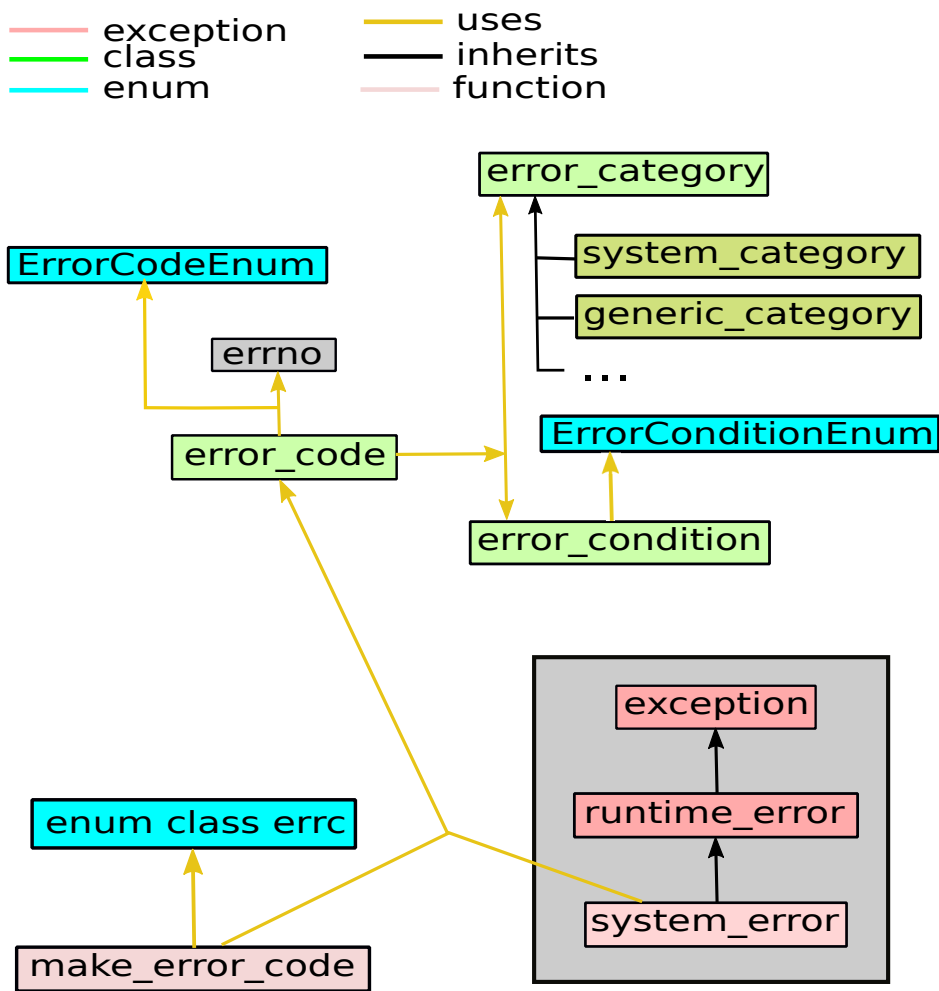 exception
class
enum
uses
inherits
function
error_category
system_category
generic_category
...
ErrorCodeEnum
errno
error_code
ErrorConditionEnum
error_condition
exception
runtime_error
system_error
enum class errc
make_error_code